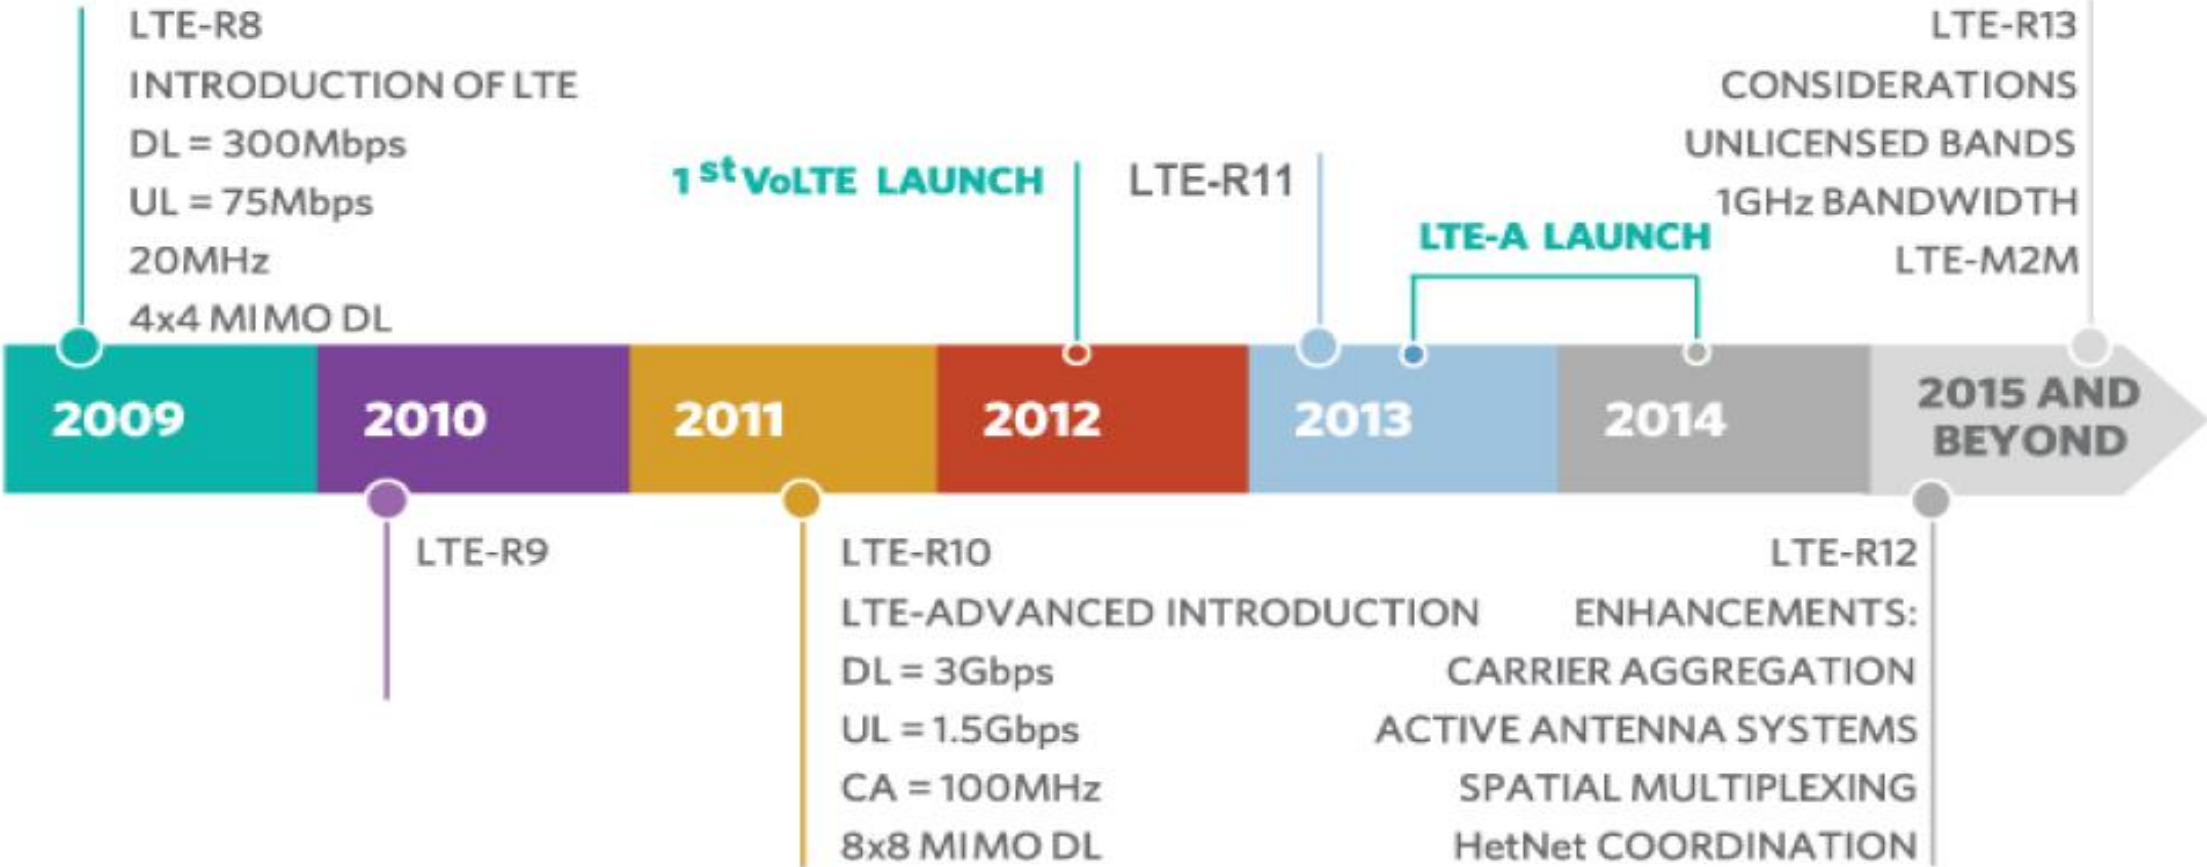 LTE-R8
INTRODUCTION OF LTE
DL = 300Mbps
UL = 75Mbps
20MHz
4x4 MIMO DL
1st VoLTE LAUNCH
LTE-R11
LTE-A LAUNCH
LTE-R13
CONSIDERATIONS
UNLICENSED BANDS
1GHz BANDWIDTH
LTE-M2M
2009
2010
2011
2012
2013
2014
2015 AND
BEYOND
LTE-R9
LTE-R10
LTE-ADVANCED INTRODUCTION
DL = 3Gbps
UL = 1.5Gbps
CA = 100MHz
8x8 MIMO DL
LTE-R12
ENHANCEMENTS:
CARRIER AGGREGATION
ACTIVE ANTENNA SYSTEMS
SPATIAL MULTIPLEXING
HetNet COORDINATION